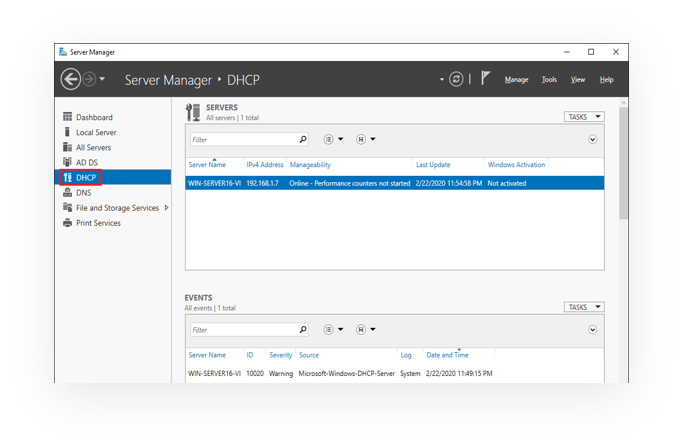 Server Manager
Server Manager • DHCP
Manage Tools View Help
Dashboard
Local Server
All Servers
AD DS
DHCP
DNS
File and Storage Services
Print Services
SERVERS
All servers | 1 total
TASKS
Filter
Server Name IPv4 Address Manageability Last Update Windows Activation
WIN-SERVER16-VI 192.168.1.7 Online - Performance counters not started 2/22/2020 11:54:58 PM Not activated
EVENTS
All events | 1 total
TASKS
Filter
Server Name ID Severity Source Log Date and Time
WIN-SERVER16-VI 10020 Warning Microsoft-Windows-DHCP-Server System 2/22/2020 11:49:15 PM